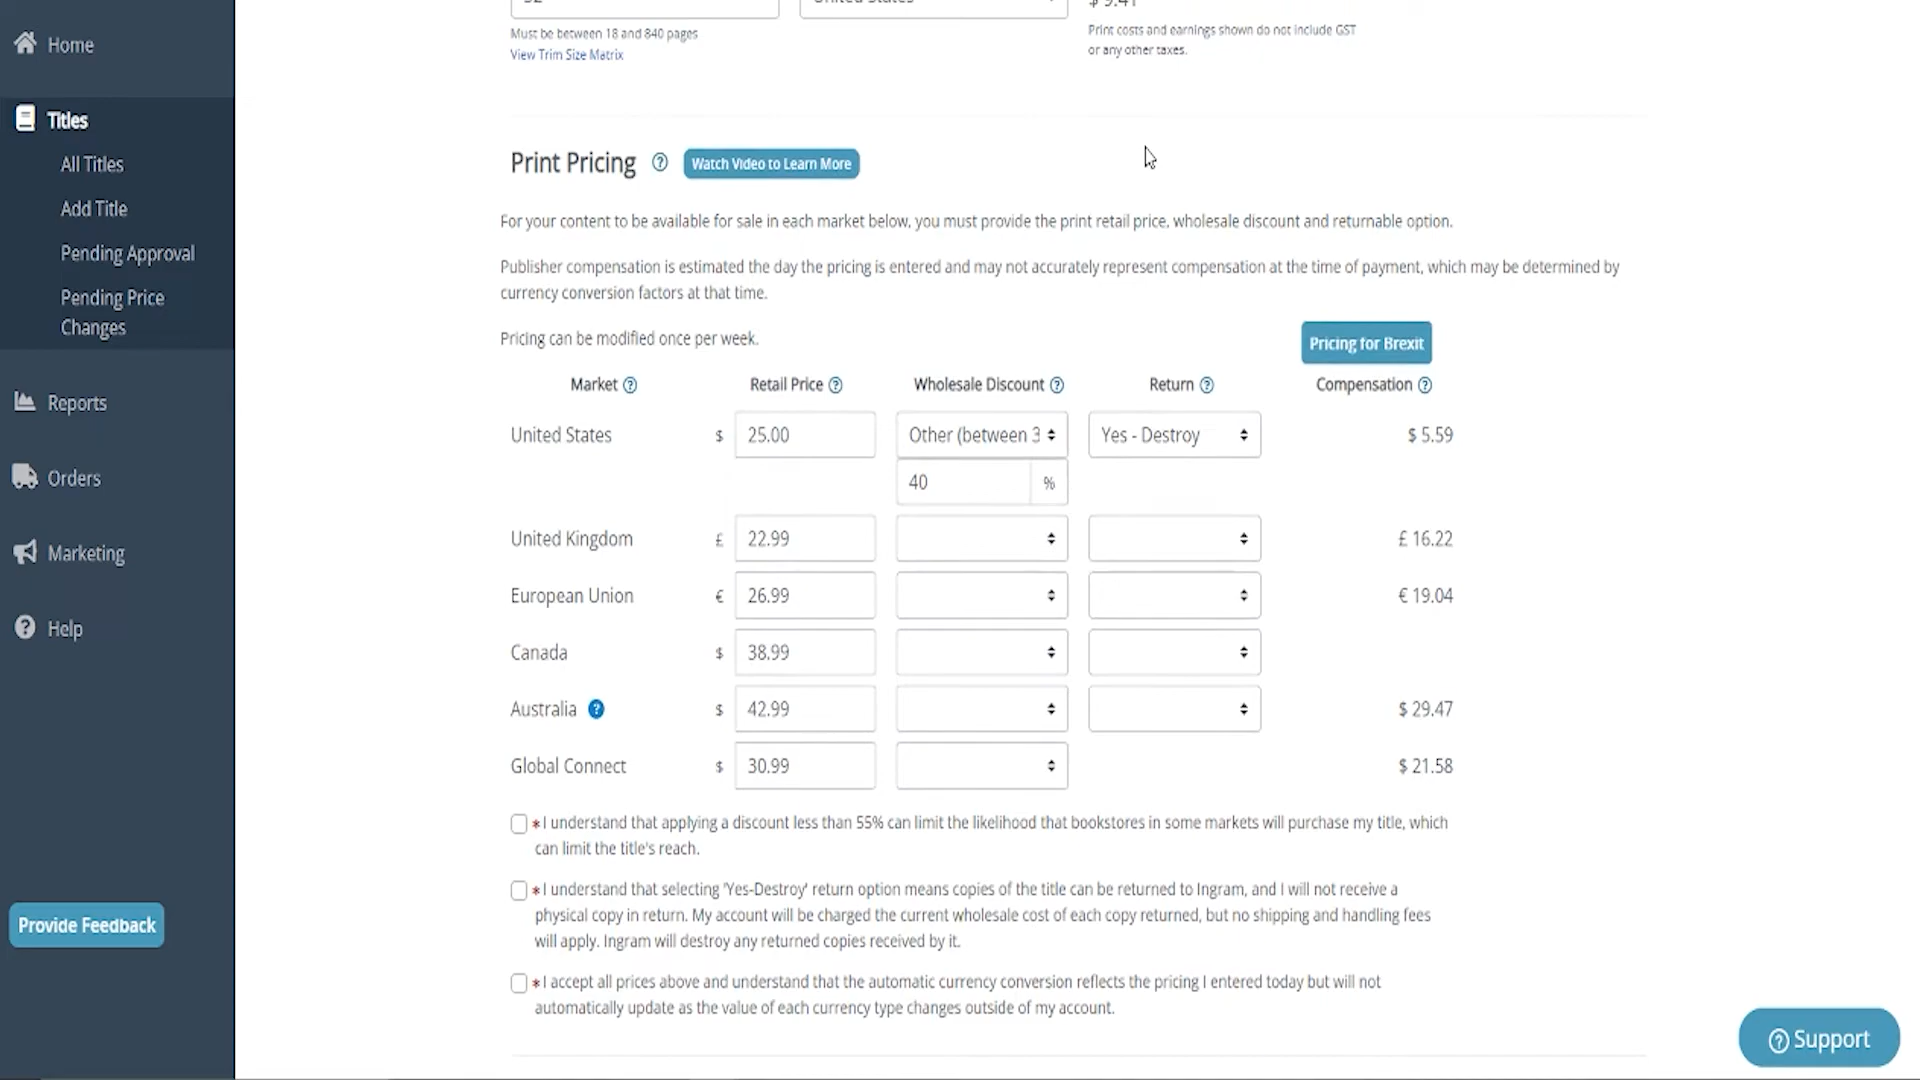 Home
Titles
All Titles
Add Title
Pending Approval
Pending Price
Changes
Reports
Orders
Marketing
Help
Provide Feedback
Must be between 18 and 840 pages
View Trim Size Matrix
Print costs and earnings shown do not include GST
or any other taxes.
Print Pricing ? Watch Video to Learn More
For your content to be available for sale in each market below, you must provide the print retail price, wholesale discount and returnable option.
Publisher compensation is estimated the day the pricing is entered and may not accurately represent compensation at the time of payment, which may be determined by
currency conversion factors at that time.
Pricing can be modified once per week.
Pricing for Brexit
Market ? Retail Price ? Wholesale Discount ? Return ? Compensation ?
United States $ 25.00 Other (between 3 Yes - Destroy $ 5.59
40 %
United Kingdom £ 22.99 £ 16.22
European Union € 26.99 € 19.04
Canada $ 38.99
Australia ? $ 42.99 $ 29.47
Global Connect $ 30.99 $ 21.58
* I understand that applying a discount less than 55% can limit the likelihood that bookstores in some markets will purchase my title, which
can limit the title's reach.
* I understand that selecting 'Yes-Destroy' return option means copies of the title can be returned to Ingram, and I will not receive a
physical copy in return. My account will be charged the current wholesale cost of each copy returned, but no shipping and handling fees
will apply. Ingram will destroy any returned copies received by it.
* I accept all prices above and understand that the automatic currency conversion reflects the pricing I entered today but will not
automatically update as the value of each currency type changes outside of my account.
? Support